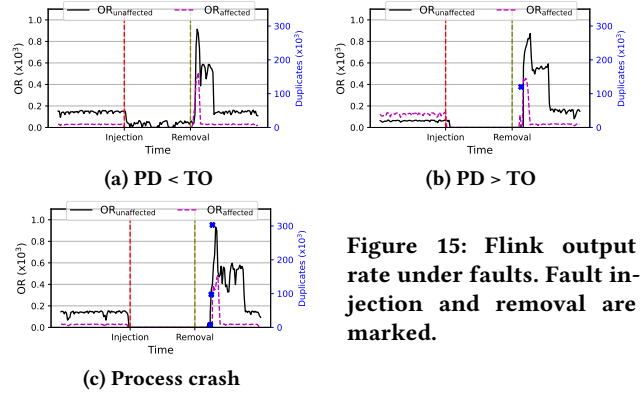 OR_unaffected OR_affected
1.0
0.8
0.6
0.4
0.2
0.0
OR (x10³)
300
200
100
0
Duplicates (x10³)
Injection Removal
Time
(a) PD < TO
OR_unaffected OR_affected
1.0
0.8
0.6
0.4
0.2
0.0
OR (x10³)
300
200
100
0
Duplicates (x10³)
Injection Removal
Time
(b) PD > TO
OR_unaffected OR_affected
1.0
0.8
0.6
0.4
0.2
0.0
OR (x10³)
300
200
100
0
Duplicates (x10³)
Injection Removal
Time
(c) Process crash
Figure 15: Flink output
rate under faults. Fault in-
jection and removal are
marked.